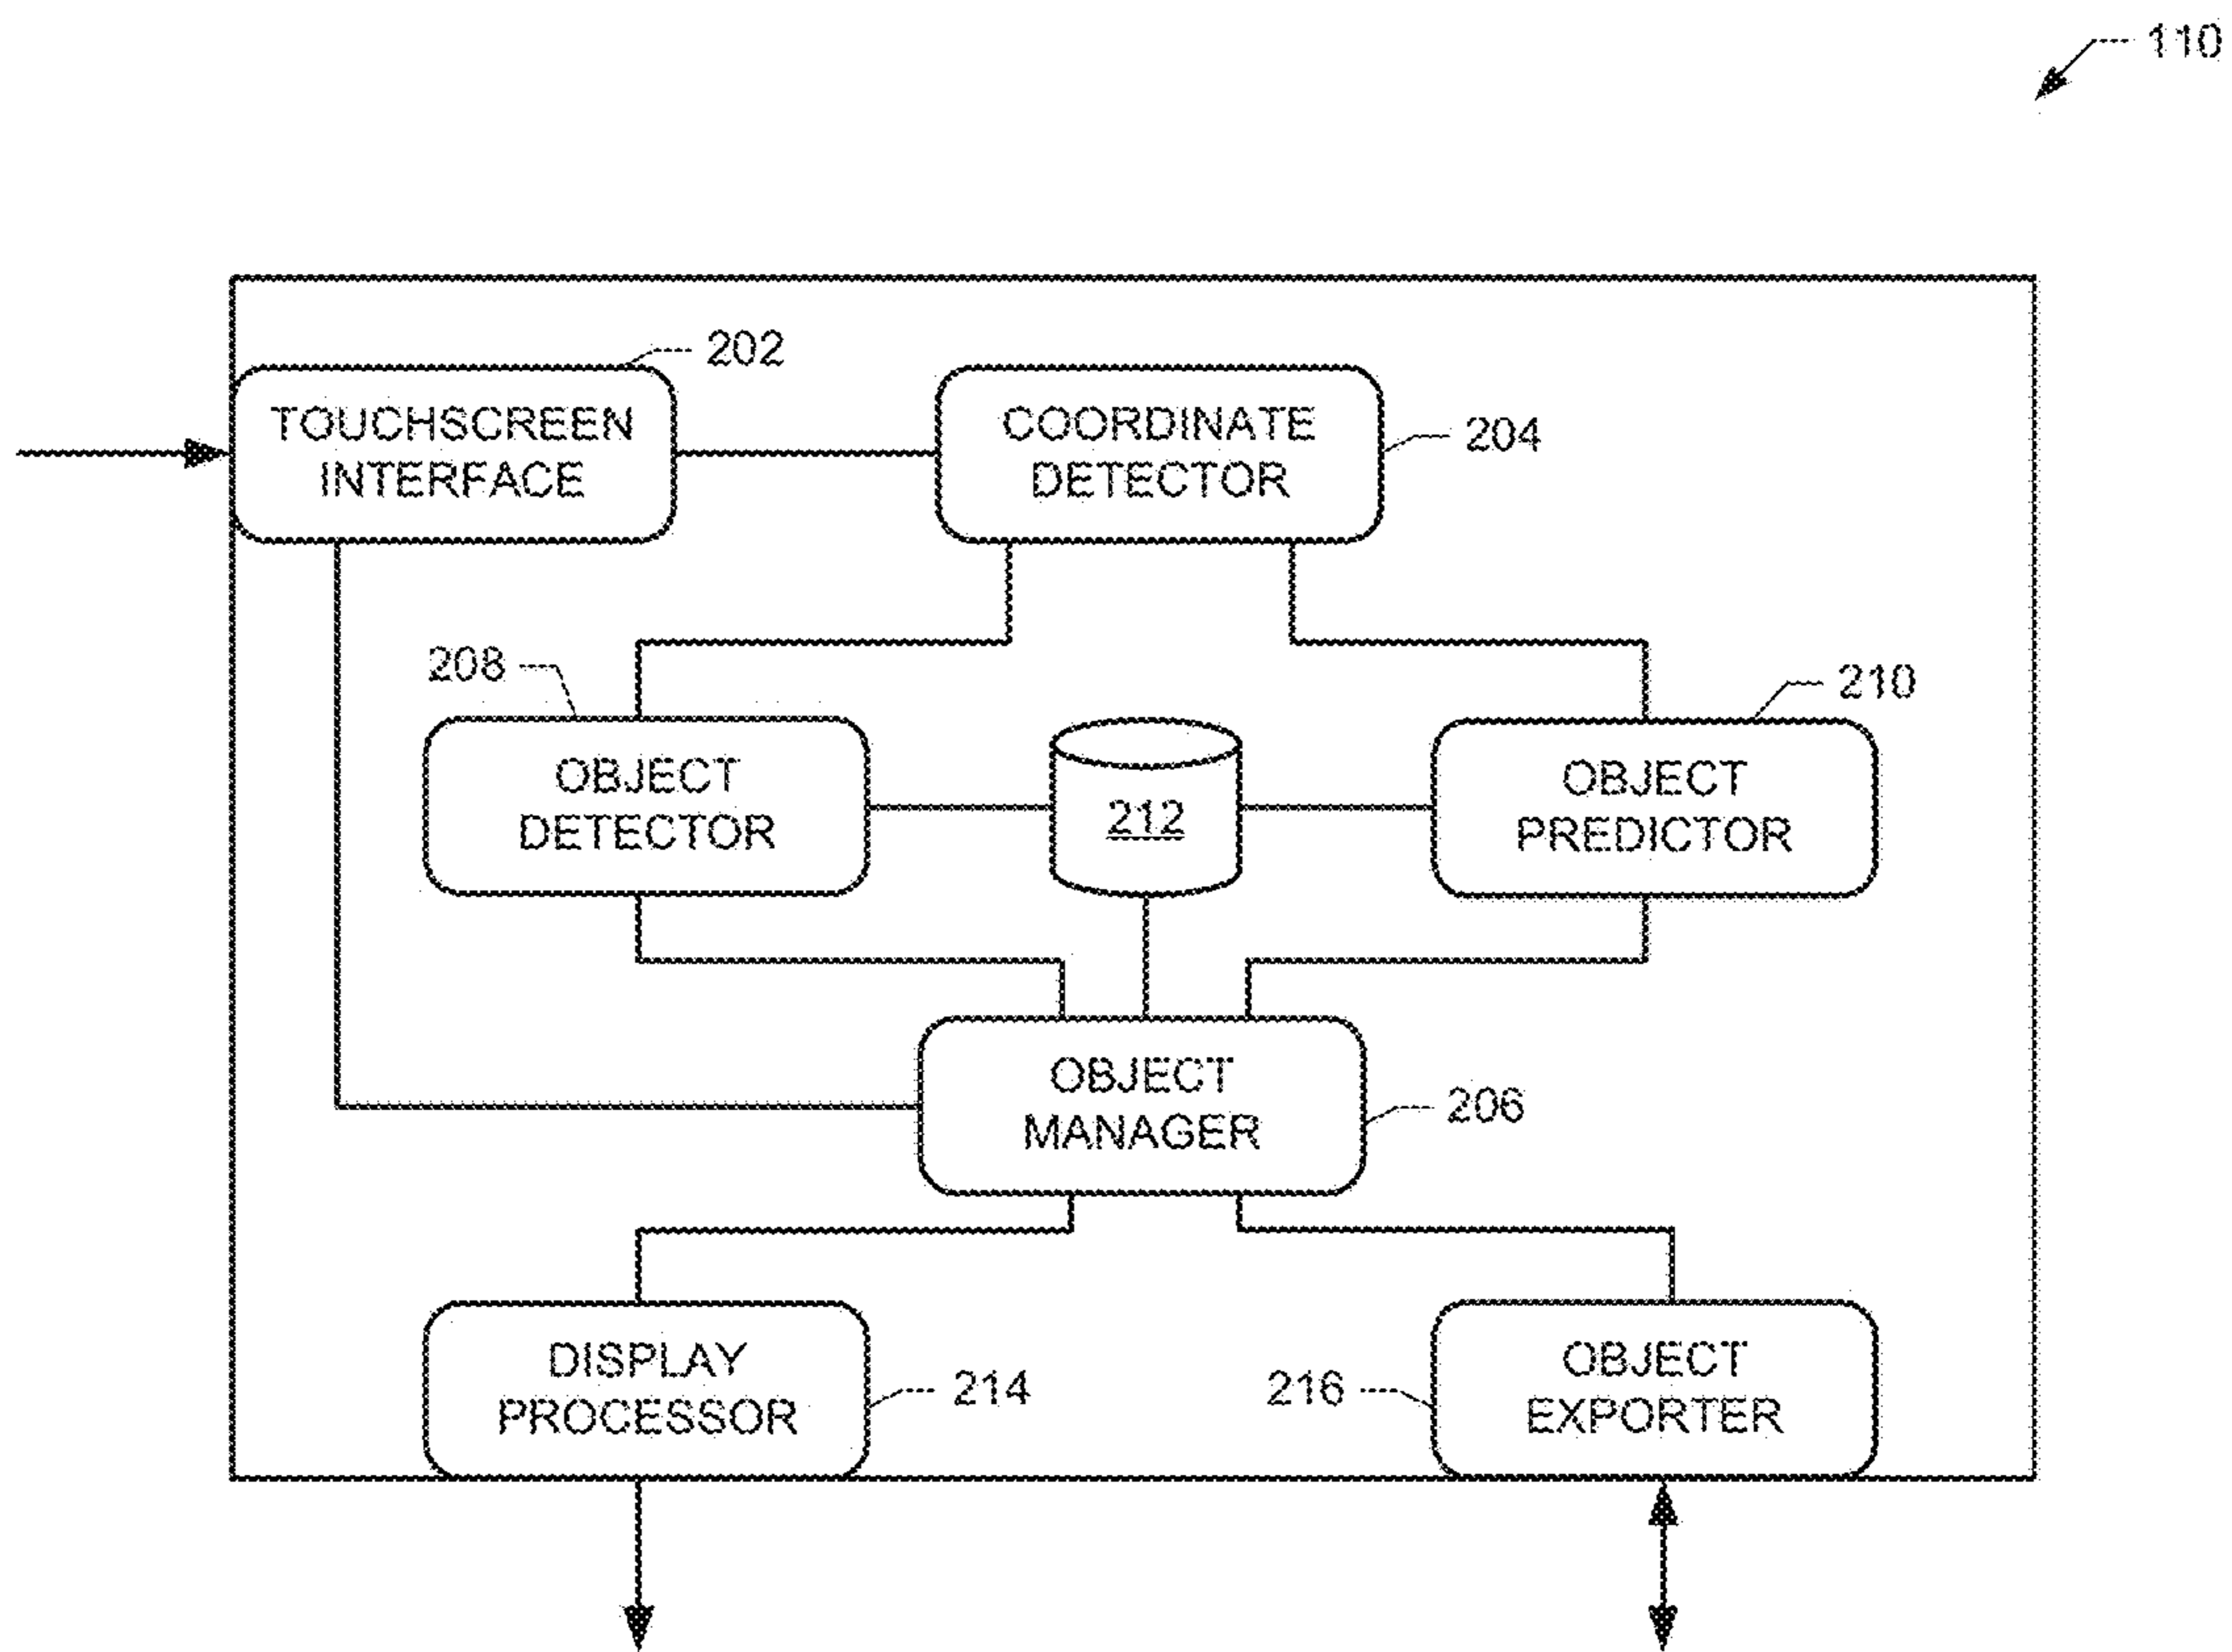 110
202
TOUCHSCREEN
INTERFACE
COORDINATE
DETECTOR
204
208
210
OBJECT
DETECTOR
212
OBJECT
PREDICTOR
OBJECT
MANAGER
206
DISPLAY
PROCESSOR
214
216
OBJECT
EXPORTER